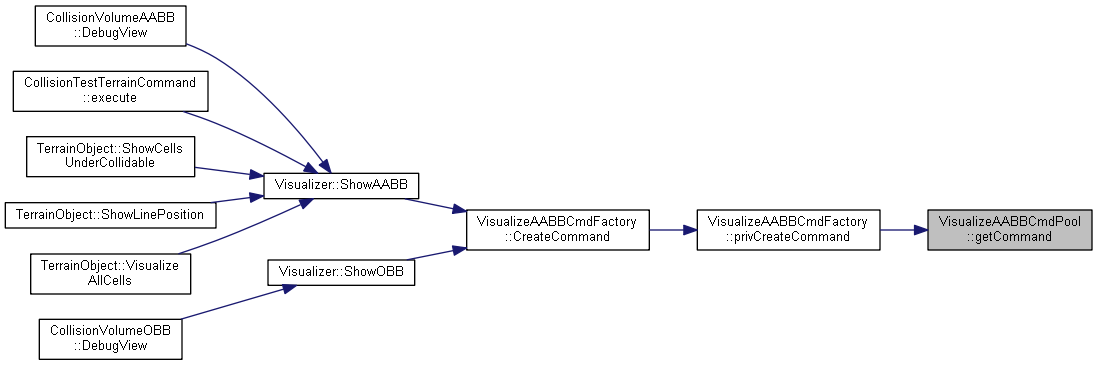 CollisionVolumeAABB
::DebugView
CollisionTestTerrainCommand
::execute
TerrainObject::ShowCells
UnderCollidable
TerrainObject::ShowLinePosition
TerrainObject::Visualize
AllCells
CollisionVolumeOBB
::DebugView
Visualizer::ShowAABB
Visualizer::ShowOBB
VisualizeAABBCmdFactory
::CreateCommand
VisualizeAABBCmdFactory
::privCreateCommand
VisualizeAABBCmdPool
::getCommand